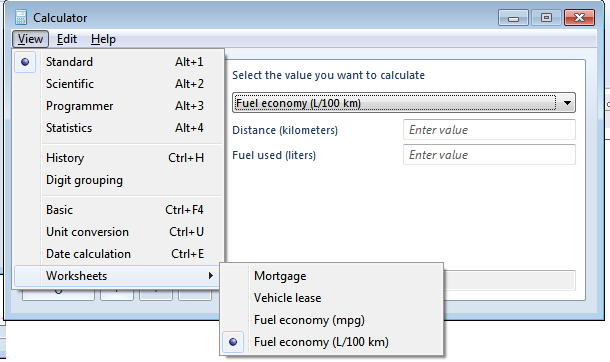 Calculator
View Edit Help
Standard Alt+1
Scientific Alt+2
Programmer Alt+3
Statistics Alt+4
History Ctrl+H
Digit grouping
Basic Ctrl+F4
Unit conversion Ctrl+U
Date calculation Ctrl+E
Worksheets
Mortgage
Vehicle lease
Fuel economy (mpg)
Fuel economy (L/100 km)
Select the value you want to calculate
Fuel economy (L/100 km)
Distance (kilometers) Enter value
Fuel used (liters) Enter value